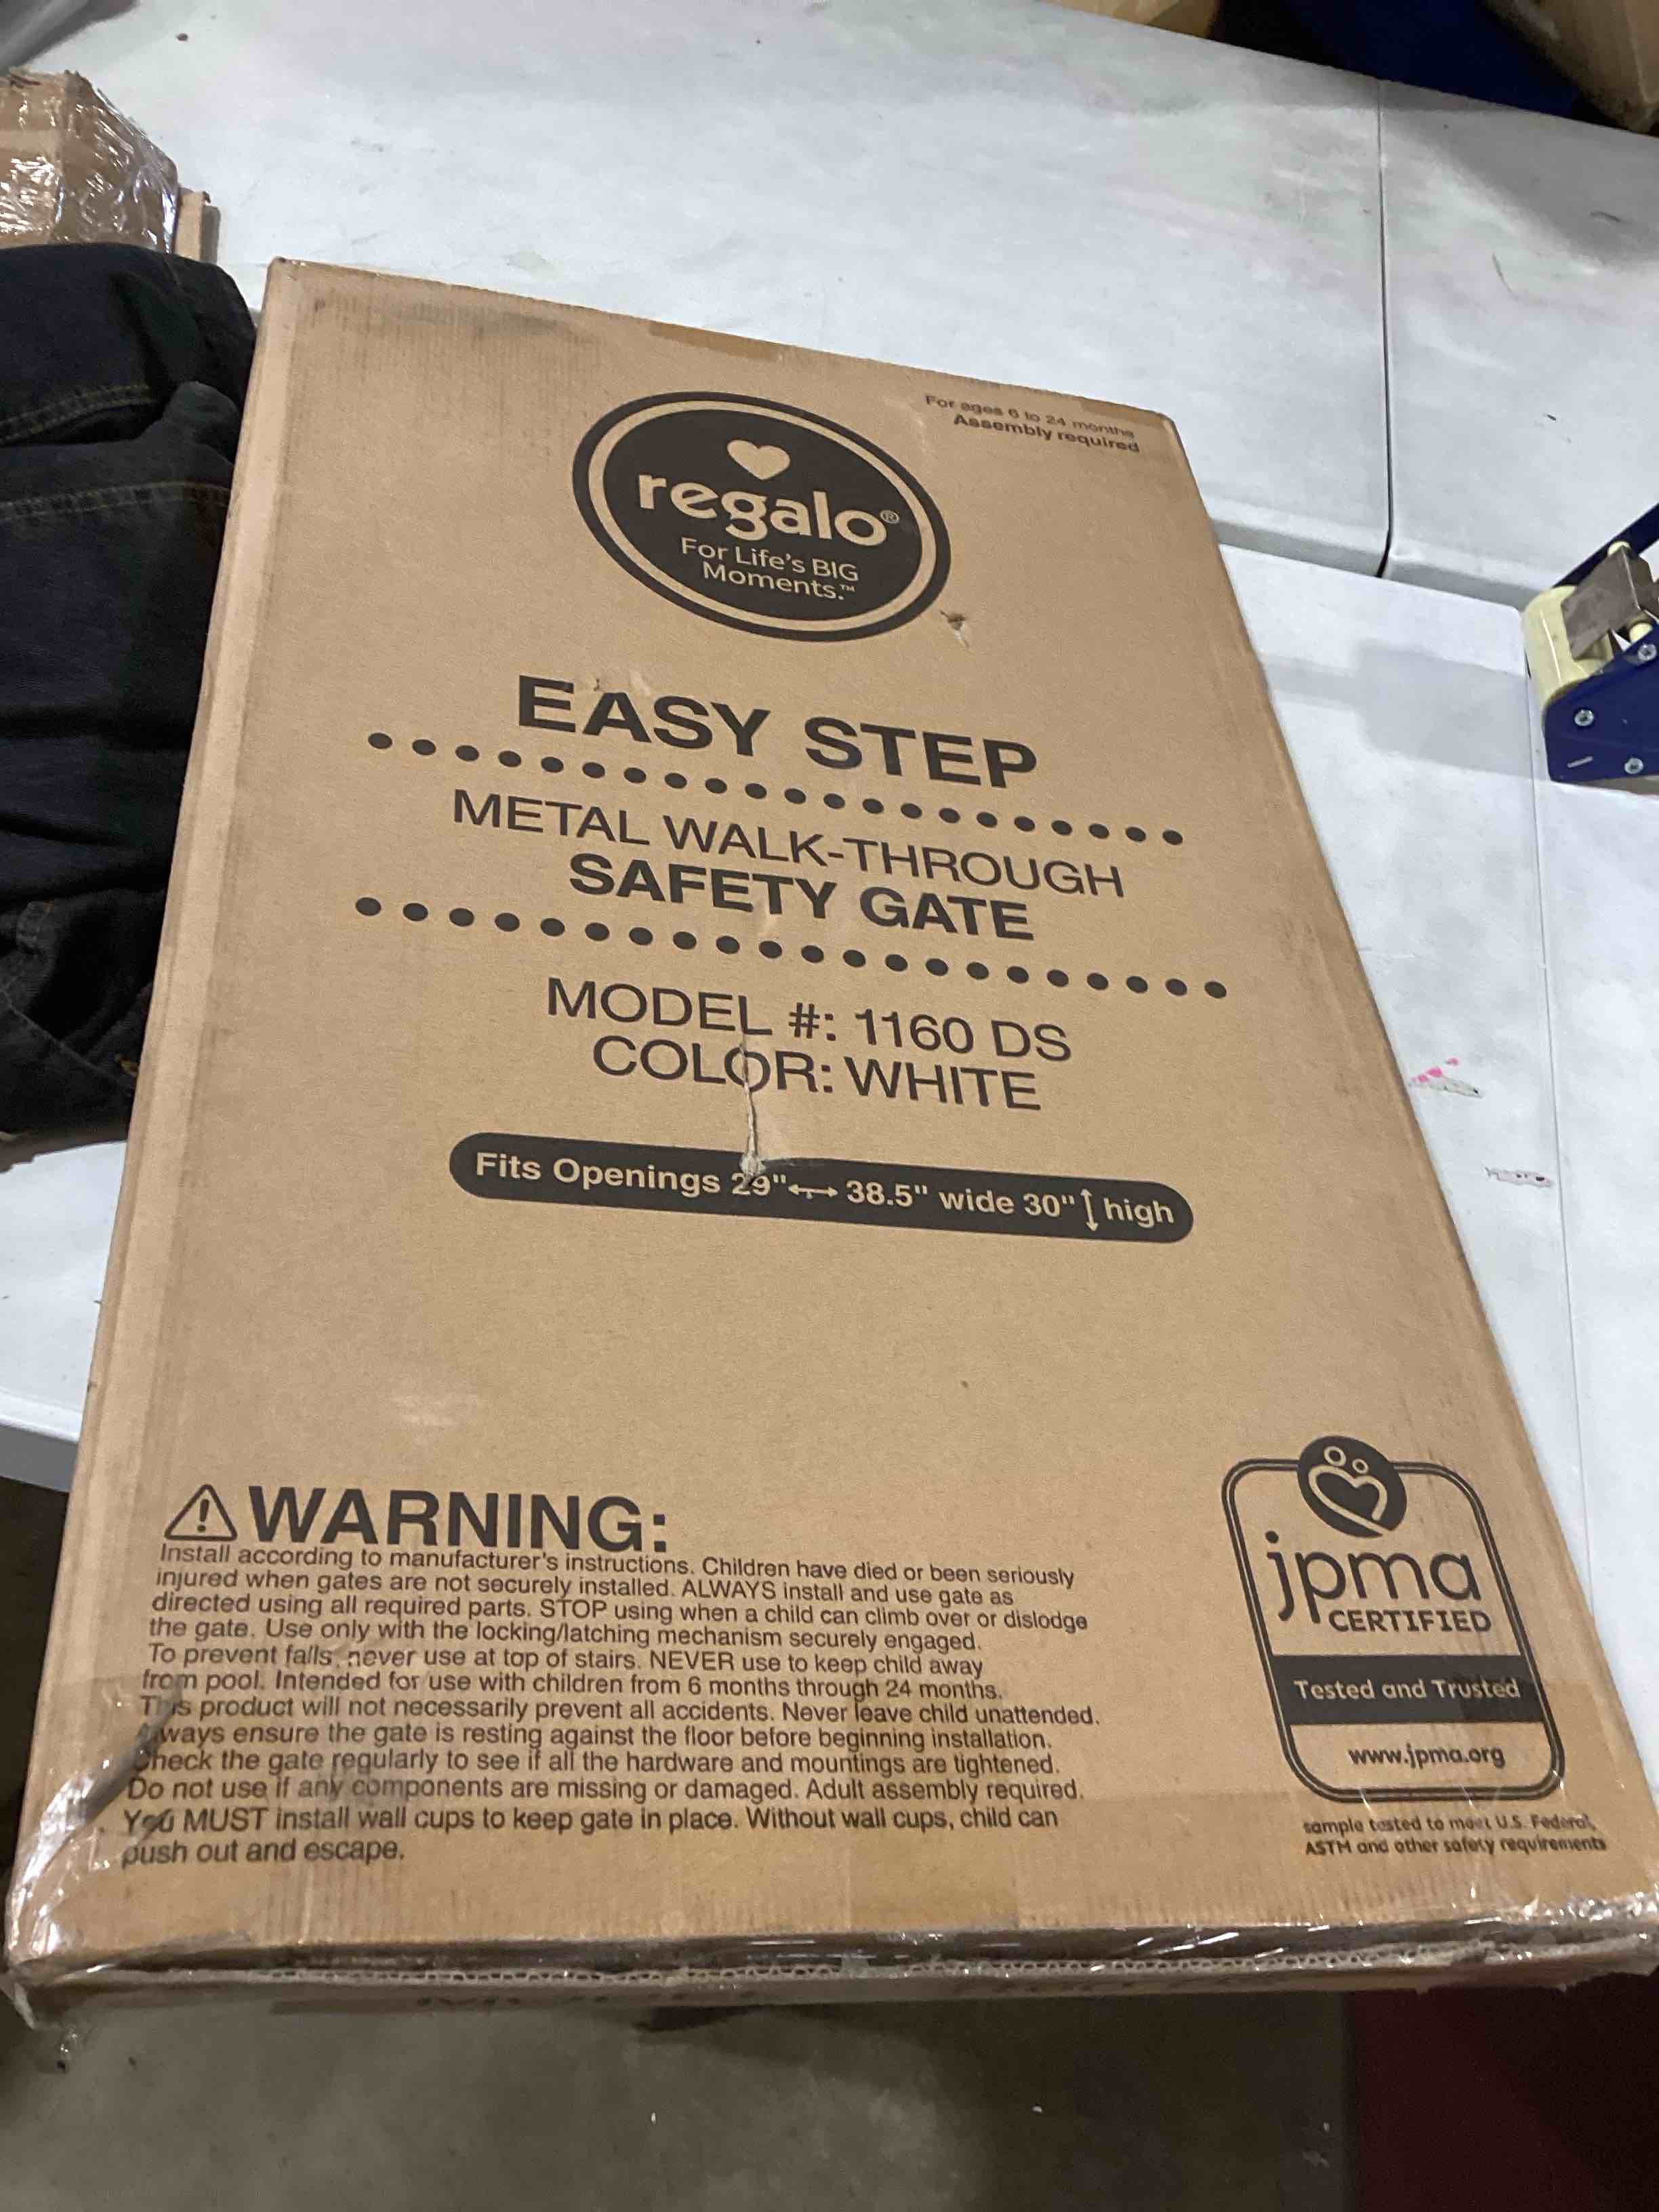 For ages 6 to 24 months
Assembly required
regalo®
For Life's BIG
Moments.™
EASY STEP
METAL WALK-THROUGH
SAFETY GATE
MODEL #: 1160 DS
COLOR: WHITE
Fits Openings 29"↔38.5" wide 30"↕high
⚠WARNING:
Install according to manufacturer's instructions. Children have died or been seriously
injured when gates are not securely installed. ALWAYS install and use gate as
directed using all required parts. STOP using when a child can climb over or dislodge
the gate. Use only with the locking/latching mechanism securely engaged.
To prevent falls, never use at top of stairs. NEVER use to keep child away
from pool. Intended for use with children from 6 months through 24 months.
This product will not necessarily prevent all accidents. Never leave child unattended.
Always ensure the gate is resting against the floor before beginning installation.
Check the gate regularly to see if all the hardware and mountings are tightened.
Do not use if any components are missing or damaged. Adult assembly required.
You MUST install wall cups to keep gate in place. Without wall cups, child can
push out and escape.
jpma
CERTIFIED
Tested and Trusted
www.jpma.org
sample tested to meet U.S. Federal,
ASTM and other safety requirements